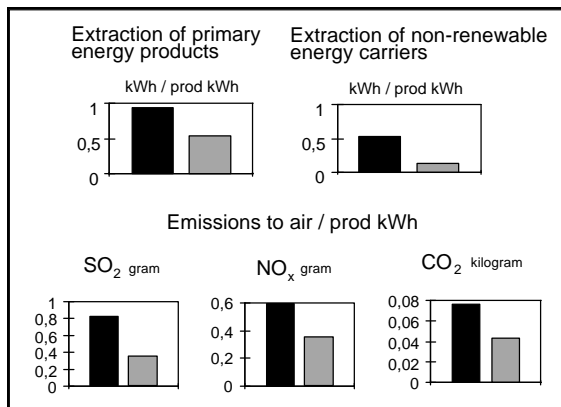 Extraction of primary
energy products
Extraction of non-renewable
energy carriers
kWh / prod kWh
kWh / prod kWh
1
0,5
0
1
0,5
0
Emissions to air / prod kWh
SO2 gram
NOx gram
CO2 kilogram
1
0,8
0,6
0,4
0,2
0
0,6
0,4
0,2
0
0,08
0,06
0,04
0,02
0,00